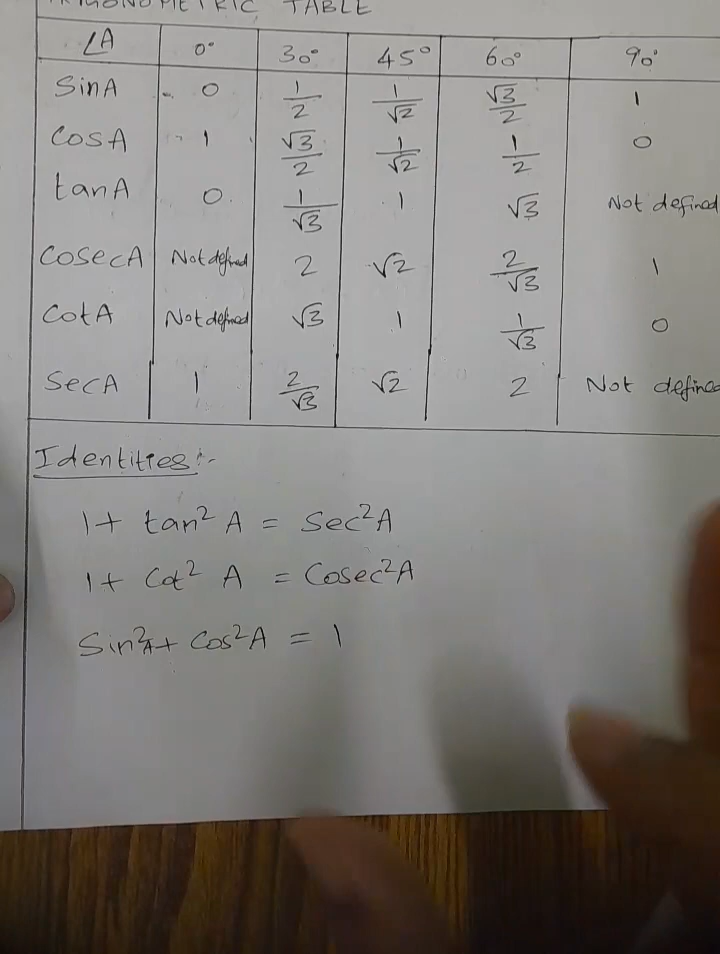 TRIGONOMETRIC TABLE
∠A 0° 30° 45° 60° 90°
SinA 0 1/2 1/√2 √3/2 1
CosA 1 √3/2 1/√2 1/2 0
tanA 0 1/√3 1 √3 Not defined
CosecA Not defined 2 √2 2/√3 1
CotA Not defined √3 1 1/√3 0
SecA 1 2/√3 √2 2 Not defined
Identities:-
1+ tan² A = Sec²A
1+ Cot² A = Cosec²A
Sin²A+ Cos²A = 1